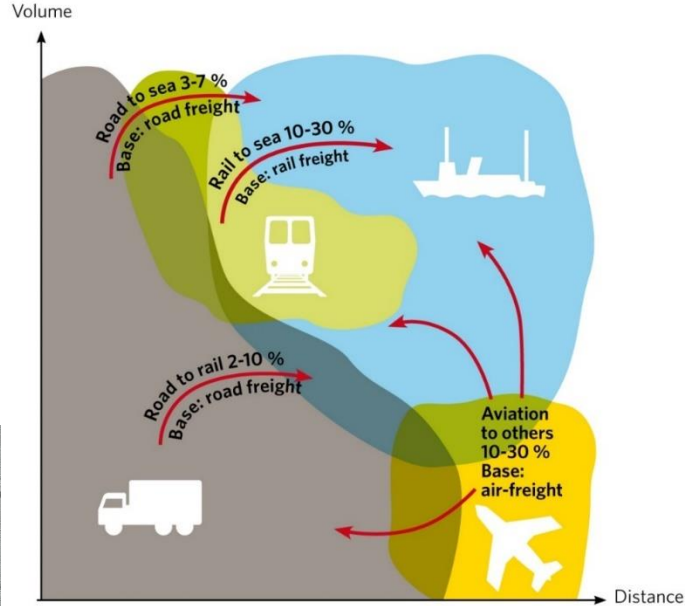 Volume
Road to sea 3-7 %
Base: road freight
Rail to sea 10-30 %
Base: rail freight
Road to rail 2-10 %
Base: road freight
Aviation
to others
10-30 %
Base:
air-freight
Distance